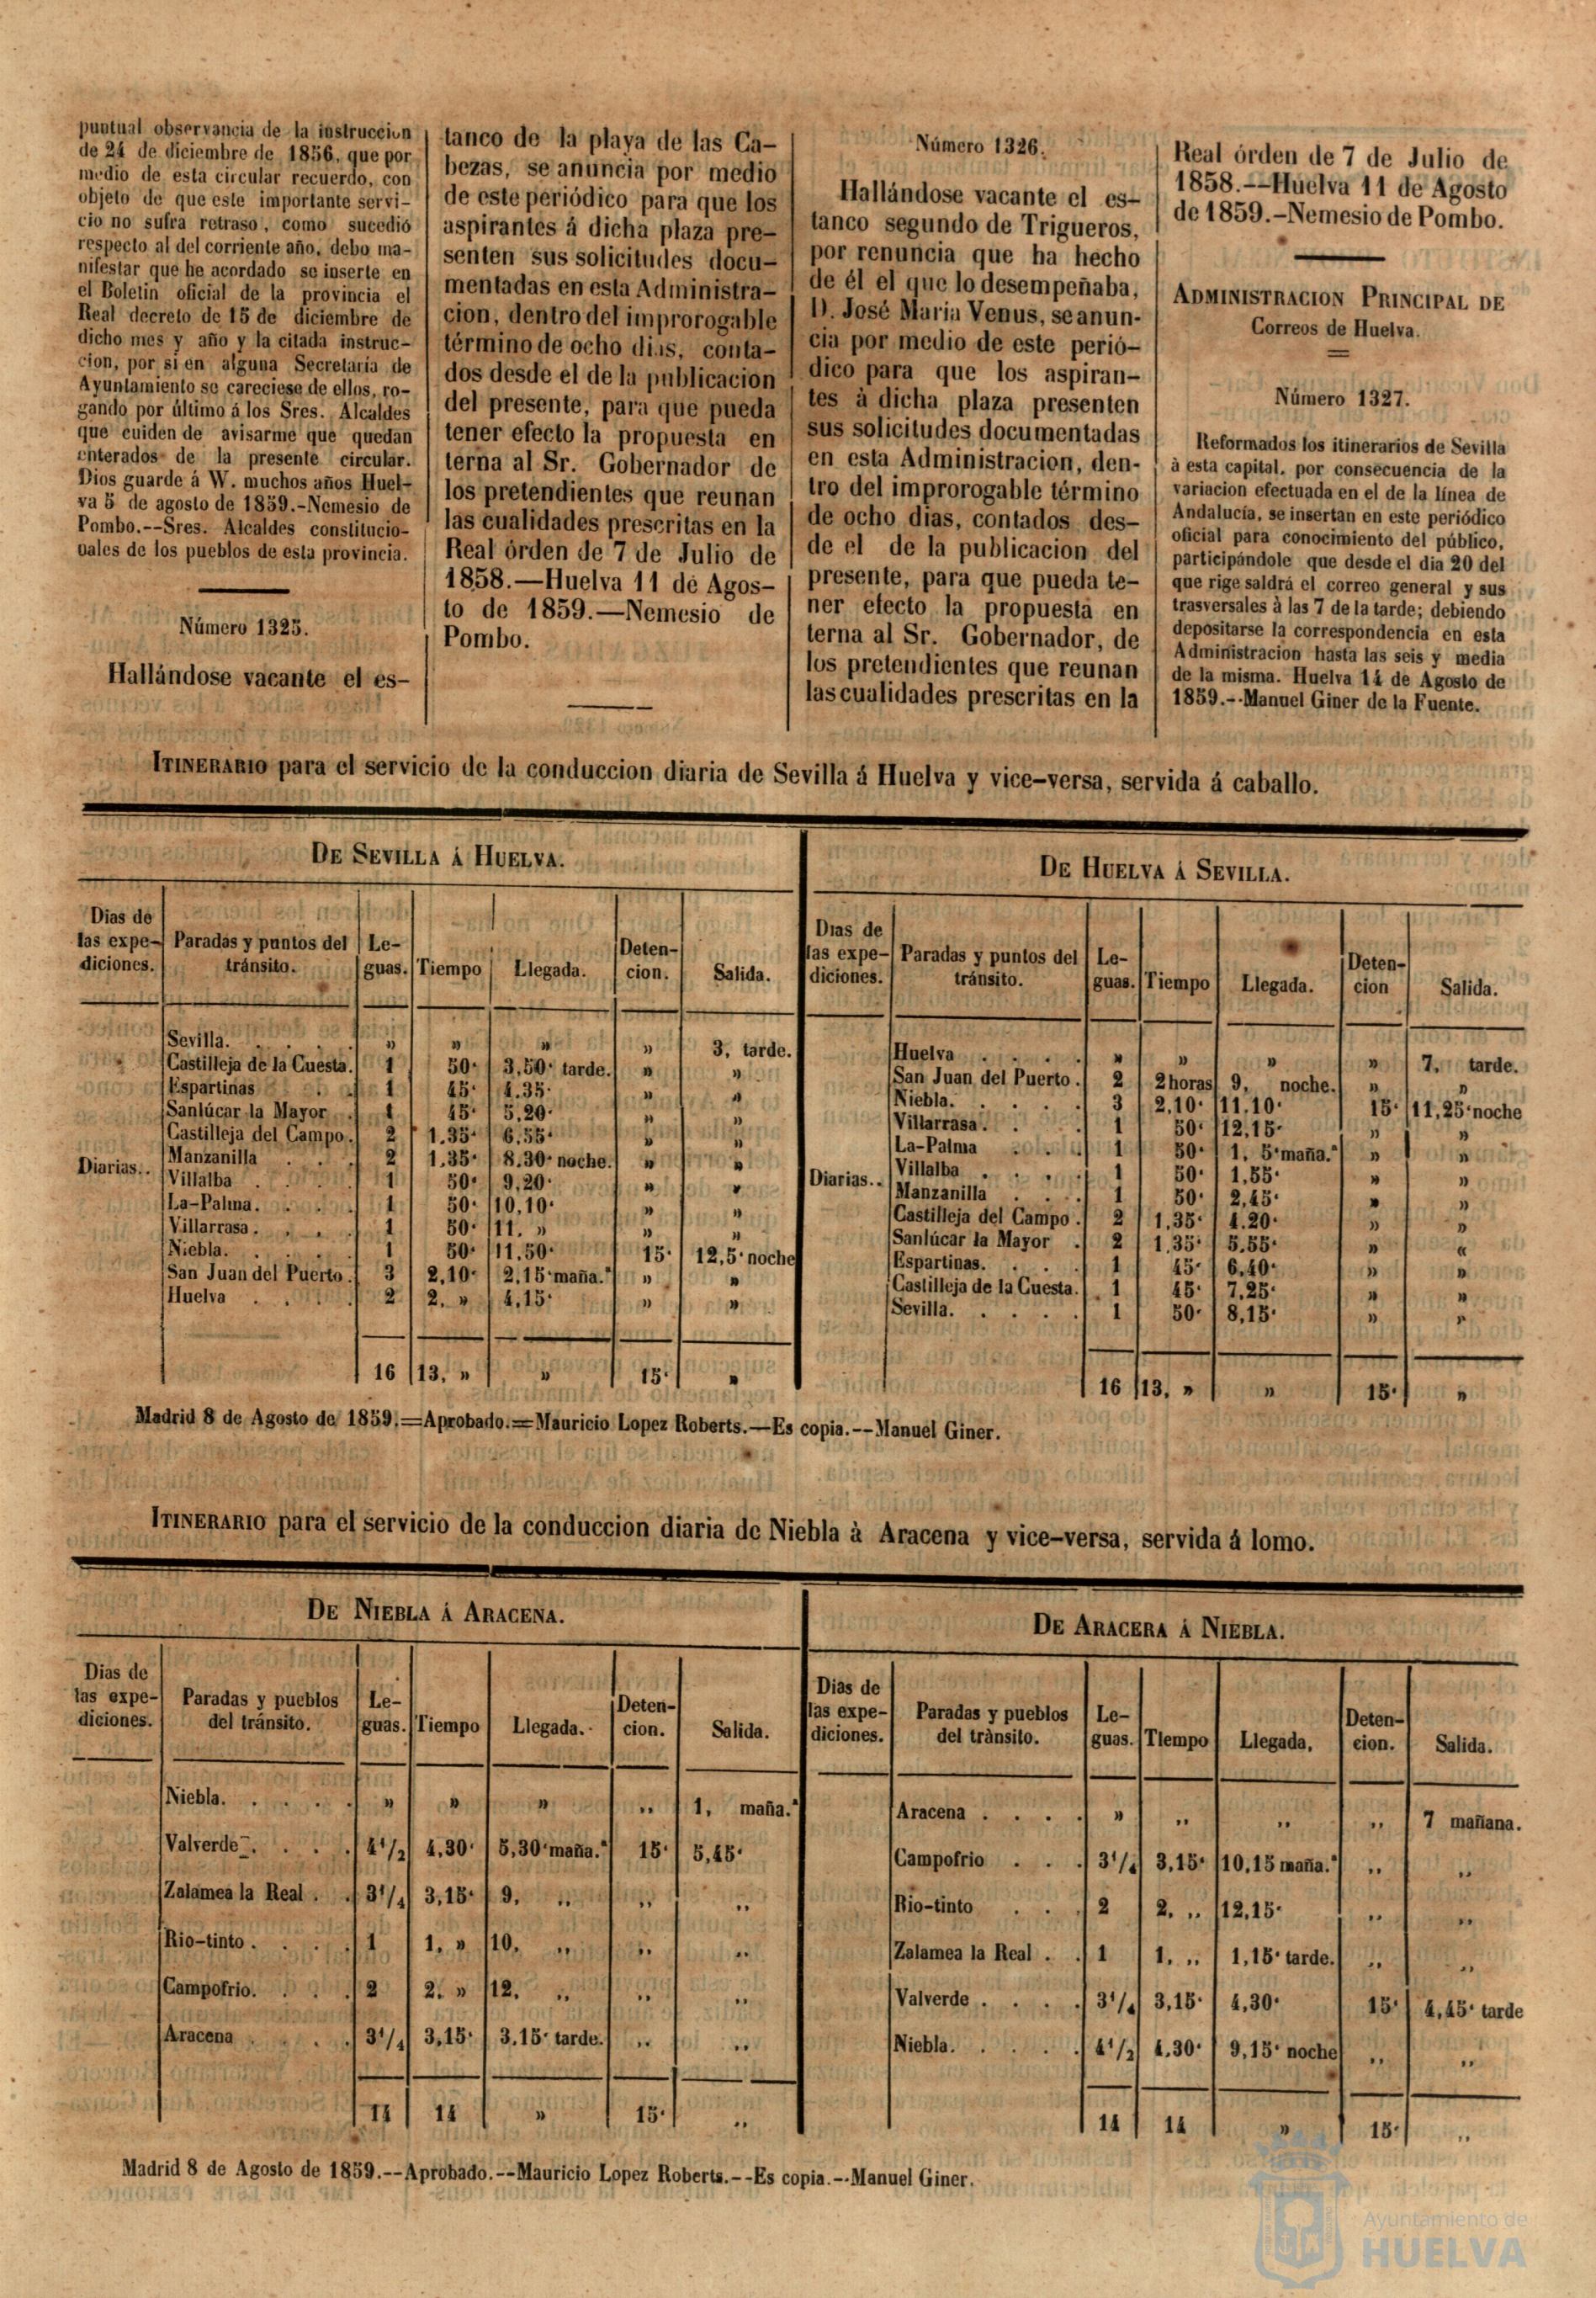 puntual observancia de la instruccion
de 24 de diciembre de 1856, que por
medio de esta circular recuerdo, con
objeto de que este importante servi-
cio no sufra retraso, como sucedió
respecto al del corriente año, debo ma-
nifestar que he acordado se inserte en
el Boletin oficial de la provincia el
Real decreto de 15 de diciembre de
dicho mes y año y la citada instruc-
cion, por si en alguna Secretaría de
Ayuntamiento se careciese de ellos, ro-
gando por último á los Sres. Alcaldes
que cuiden de avisarme que quedan
enterados de la presente circular.
Dios guarde á W. muchos años Huel-
va 5 de agosto de 1859.-Nemesio de
Pombo.--Sres. Alcaldes constitucio-
nales de los pueblos de esta provincia.
Número 1325.
Hallándose vacante el es-
tanco de la playa de las Ca-
bezas, se anuncia por medio
de este periódico para que los
aspirantes á dicha plaza pre-
senten sus solicitudes docu-
mentadas en esta Administra-
cion, dentro del improrogable
término de ocho dias, conta-
dos desde el de la publicacion
del presente, para que pueda
tener efecto la propuesta en
terna al Sr. Gobernador de
los pretendientes que reunan
las cualidades prescritas en la
Real órden de 7 de Julio de
1858.—Huelva 11 de Agos-
to de 1859.—Nemesio de
Pombo.
Número 1326.
Hallándose vacante el es-
tanco segundo de Trigueros,
por renuncia que ha hecho
de él el que lo desempeñaba,
D. José Maria Venus, se anun-
cia por medio de este perió-
dico para que los aspiran-
tes à dicha plaza presenten
sus solicitudes documentadas
en esta Administracion, den-
tro del improrogable término
de ocho dias, contados des-
de el de la publicacion del
presente, para que pueda te-
ner efecto la propuesta en
terna al Sr. Gobernador, de
los pretendientes que reunan
las cualidades prescritas en la
Real órden de 7 de Julio de
1858.--Huelva 11 de Agosto
de 1859.-Nemesio de Pombo.
ADMINISTRACION PRINCIPAL DE
Correos de Huelva.
Número 1327.
Reformados los itinerarios de Sevilla
à esta capital, por consecuencia de la
variacion efectuada en el de la línea de
Andalucía, se insertan en este periódico
oficial para conocimiento del público,
participándole que desde el dia 20 del
que rige saldrá el correo general y sus
trasversales à las 7 de la tarde; debiendo
depositarse la correspondencia en esta
Administracion hasta las seis y media
de la misma. Huelva 14 de Agosto de
1859.--Manuel Giner de la Fuente.
ITINERARIO para el servicio de la conduccion diaria de Sevilla á Huelva y vice-versa, servida á caballo.
DE SEVILLA Á HUELVA.
Dias de las expe-diciones. Paradas y puntos del tránsito. Le-guas. Tiempo Llegada. Deten-cion. Salida.
Diarias..
Sevilla. . . . . » » » » 3, tarde.
Castilleja de la Cuesta. 1 50' 3,50' tarde. » »
Espartinas . . 1 45' 4.35' » »
Sanlúcar la Mayor . 1 45' 5,20' » »
Castilleja del Campo. 2 1.35' 6,55' » »
Manzanilla . . . 2 1,35' 8,30' noche. » »
Villalba . . . . 1 50' 9,20' » »
La-Palma. . . . 1 50' 10,10' » »
Villarrasa. . . . 1 50' 11. » » »
Niebla. . . . . 1 50' 11,50' 15' 12,5' noche
San Juan del Puerto. 3 2,10' 2,15' maña.ª » »
Huelva . . . . 2 2, » 4,15' » »
16 13, » » 15' »
DE HUELVA Á SEVILLA.
Dias de las expe-diciones. Paradas y puntos del tránsito. Le-guas. Tiempo Llegada. Deten-cion Salida.
Diarias..
Huelva . . . . » » » » 7, tarde.
San Juan del Puerto. 2 2 horas 9, noche. » »
Niebla. . . . . 3 2,10' 11,10' 15' 11,25' noche
Villarrasa. . . . 1 50' 12,15' » »
La-Palma . . . 1 50' 1, 5' maña.ª » »
Villalba . . . . 1 50' 1,55' » »
Manzanilla . . . 1 50' 2,45' » »
Castilleja del Campo. 2 1,35' 4.20' » »
Sanlúcar la Mayor . 2 1.35' 5.55' » «
Espartinas. . . . 1 45' 6,40' » »
Castilleja de la Cuesta. 1 45' 7,25' » »
Sevilla. . . . . 1 50' 8,15' » »
16 13, » » 15' »
Madrid 8 de Agosto de 1859.=Aprobado.=Mauricio Lopez Roberts.—Es copia.--Manuel Giner.
ITINERARIO para el servicio de la conduccion diaria de Niebla à Aracena y vice-versa, servida á lomo.
DE NIEBLA Á ARACENA.
Dias de las expe-diciones. Paradas y pueblos del tránsito. Le-guas. Tiempo Llegada. Deten-cion. Salida.
Niebla. . . . . » » » ,, 1, maña.ª
Valverde . . . . 4 1/2 4,30' 5,30' maña.ª 15' 5,45'
Zalamea la Real . . 3 1/4 3,15' 9, ,, ,, ,,
Rio-tinto . . . . 1 1, » 10, ,, ,, ,,
Campofrio. . . . 2 2. » 12, ,, ,, ,,
Aracena . . . . 3 1/4 3,15' 3,15' tarde. ,, ,,
14 14 » 15' ,,
DE ARACERA Á NIEBLA.
Dias de las expe-diciones. Paradas y pueblos del trànsito. Le-guas. Tlempo Llegada, Deten-cion. Salida.
Aracena . . . . » ,, ,, ,, 7 mañana.
Campofrio . . . 3 1/4 3,15' 10,15 maña.ª ,, ,,
Rio-tinto . . . 2 2, ,, 12,15' ,, ,,
Zalamea la Real . . 1 1, ,, 1,15' tarde. ,, ,,
Valverde . . . . 3 1/4 3,15' 4,30' 15' 4,45' tarde
Niebla. . . . . 4 1/2 4.30' 9,15' noche ,, ,,
14 14 » 15' ,,
Madrid 8 de Agosto de 1859.--Aprobado.--Mauricio Lopez Roberts.--Es copia.--Manuel Giner.
Ayuntamiento de
HUELVA